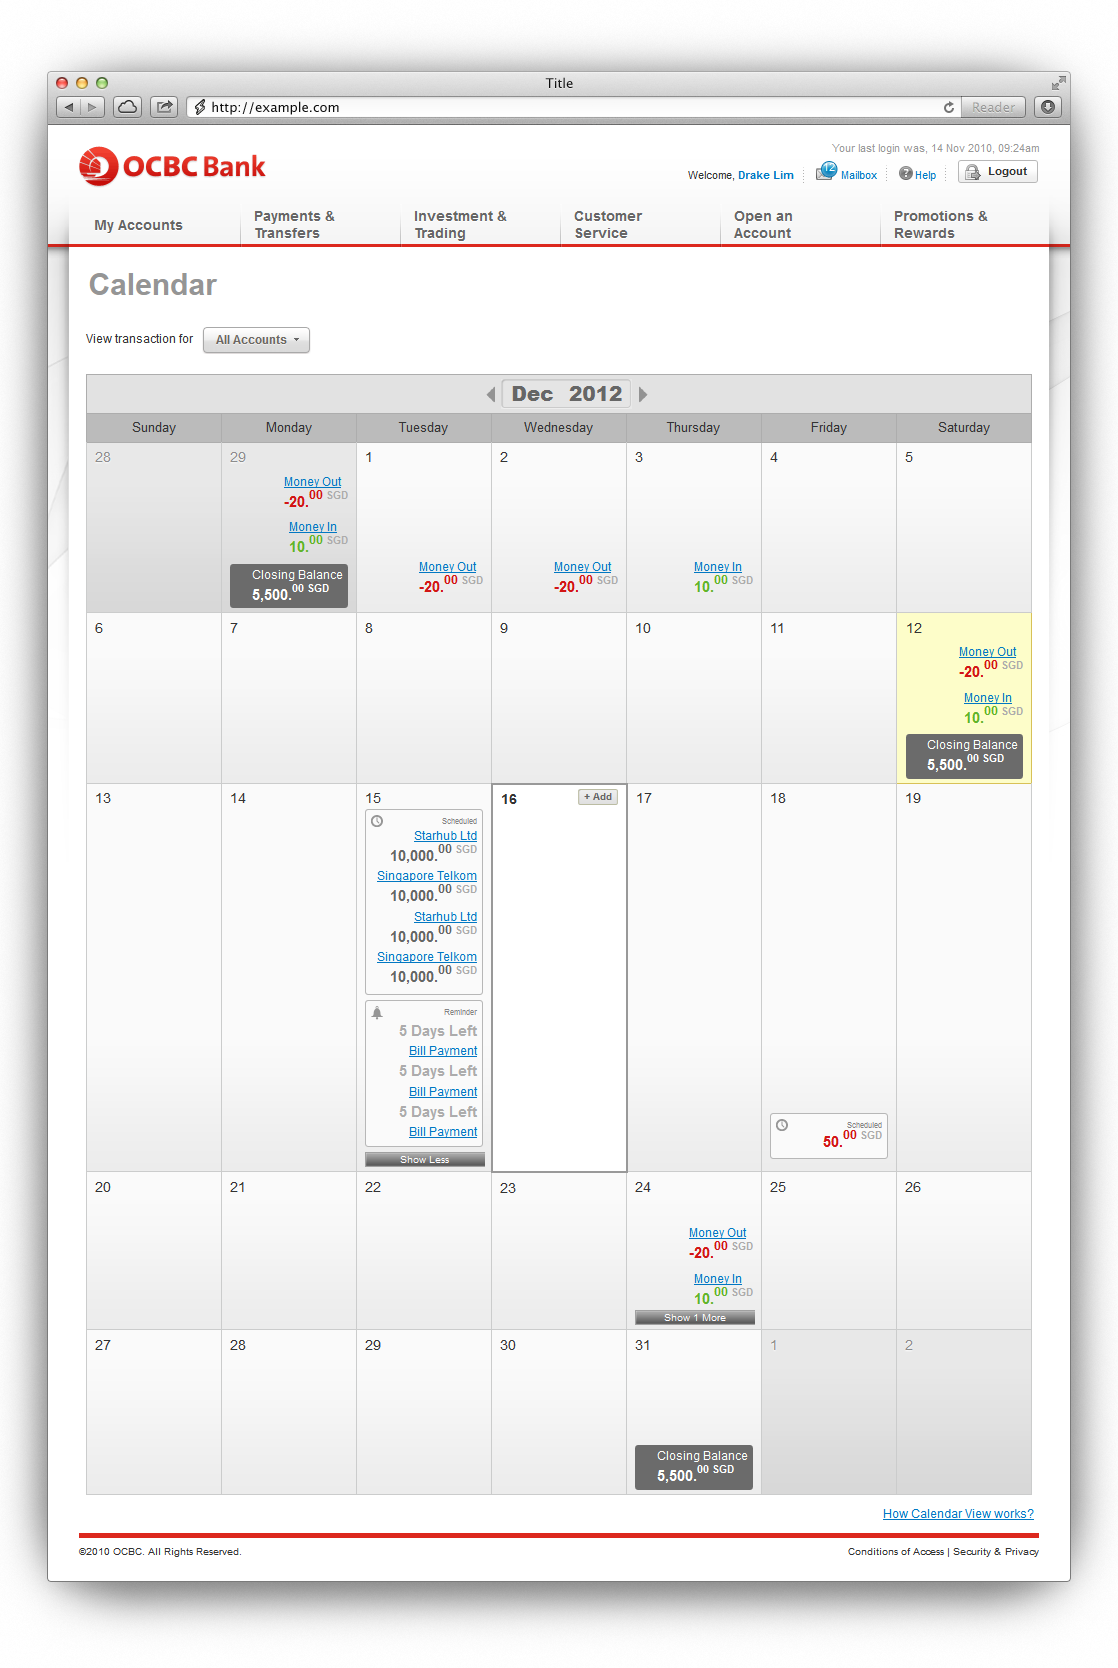 Title
http://example.com
Reader
OCBC Bank
Your last login was, 14 Nov 2010, 09:24am
Welcome, Drake Lim
12
Mailbox
? Help
Logout
My Accounts
Payments &
Transfers
Investment &
Trading
Customer
Service
Open an
Account
Promotions &
Rewards
Calendar
View transaction for
All Accounts
Dec 2012
Sunday Monday Tuesday Wednesday Thursday Friday Saturday
28
29
Money Out
-20.00 SGD
Money In
10.00 SGD
Closing Balance
5,500.00 SGD
1
Money Out
-20.00 SGD
2
Money Out
-20.00 SGD
3
Money In
10.00 SGD
4
5
6
7
8
9
10
11
12
Money Out
-20.00 SGD
Money In
10.00 SGD
Closing Balance
5,500.00 SGD
13
14
15
Scheduled
Starhub Ltd
10,000.00 SGD
Singapore Telkom
10,000.00 SGD
Starhub Ltd
10,000.00 SGD
Singapore Telkom
10,000.00 SGD
Reminder
5 Days Left
Bill Payment
5 Days Left
Bill Payment
5 Days Left
Bill Payment
Show Less
16
+ Add
17
18
Scheduled
50.00 SGD
19
20
21
22
23
24
Money Out
-20.00 SGD
Money In
10.00 SGD
Show 1 More
25
26
27
28
29
30
31
Closing Balance
5,500.00 SGD
1
2
How Calendar View works?
©2010 OCBC. All Rights Reserved.
Conditions of Access | Security & Privacy